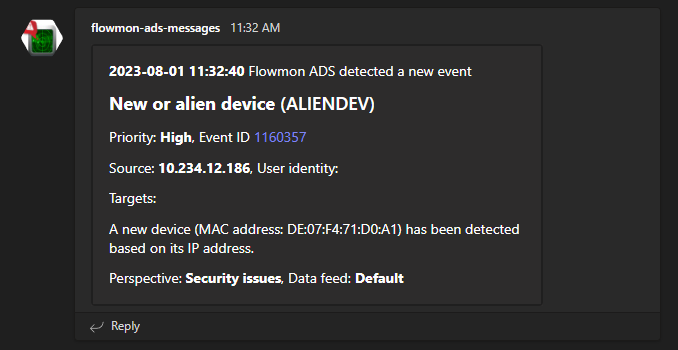 flowmon-ads-messages 11:32 AM
2023-08-01 11:32:40 Flowmon ADS detected a new event
New or alien device (ALIENDEV)
Priority: High, Event ID 1160357
Source: 10.234.12.186, User identity:
Targets:
A new device (MAC address: DE:07:F4:71:D0:A1) has been detected
based on its IP address.
Perspective: Security issues, Data feed: Default
Reply